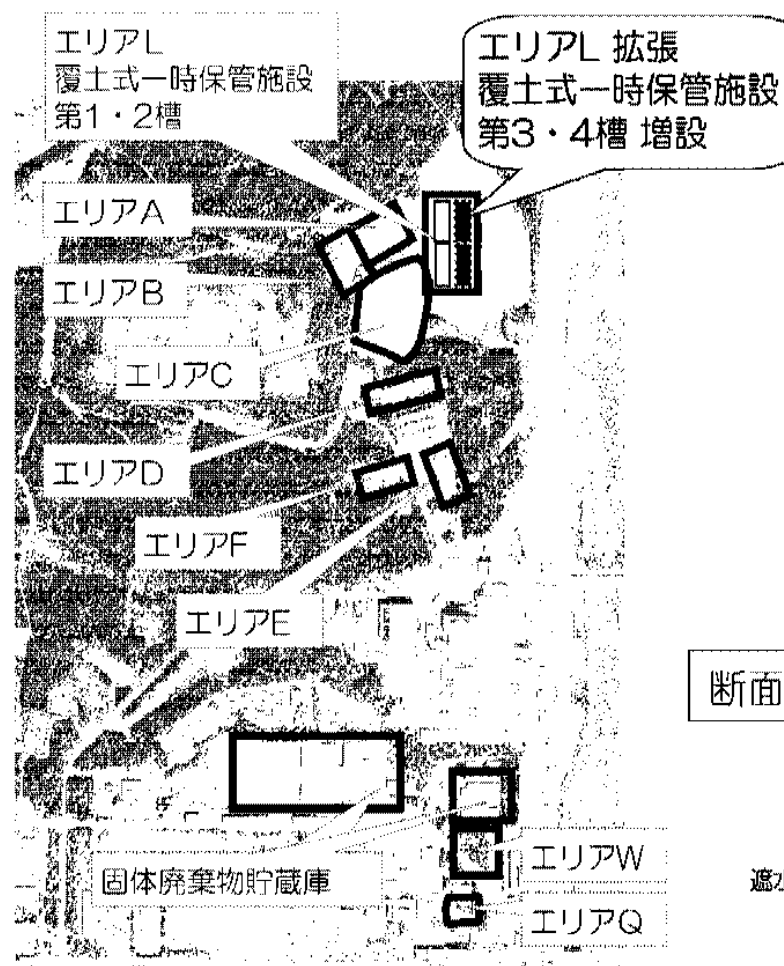 エリアL
覆土式一時保管施設
第1・2槽
エリアL 拡張
覆土式一時保管施設
第3・4槽 増設
エリアA
エリアB
エリアC
エリアD
エリアF
エリアE
断面
固体廃棄物貯蔵庫
エリアW
遮水
エリアQ